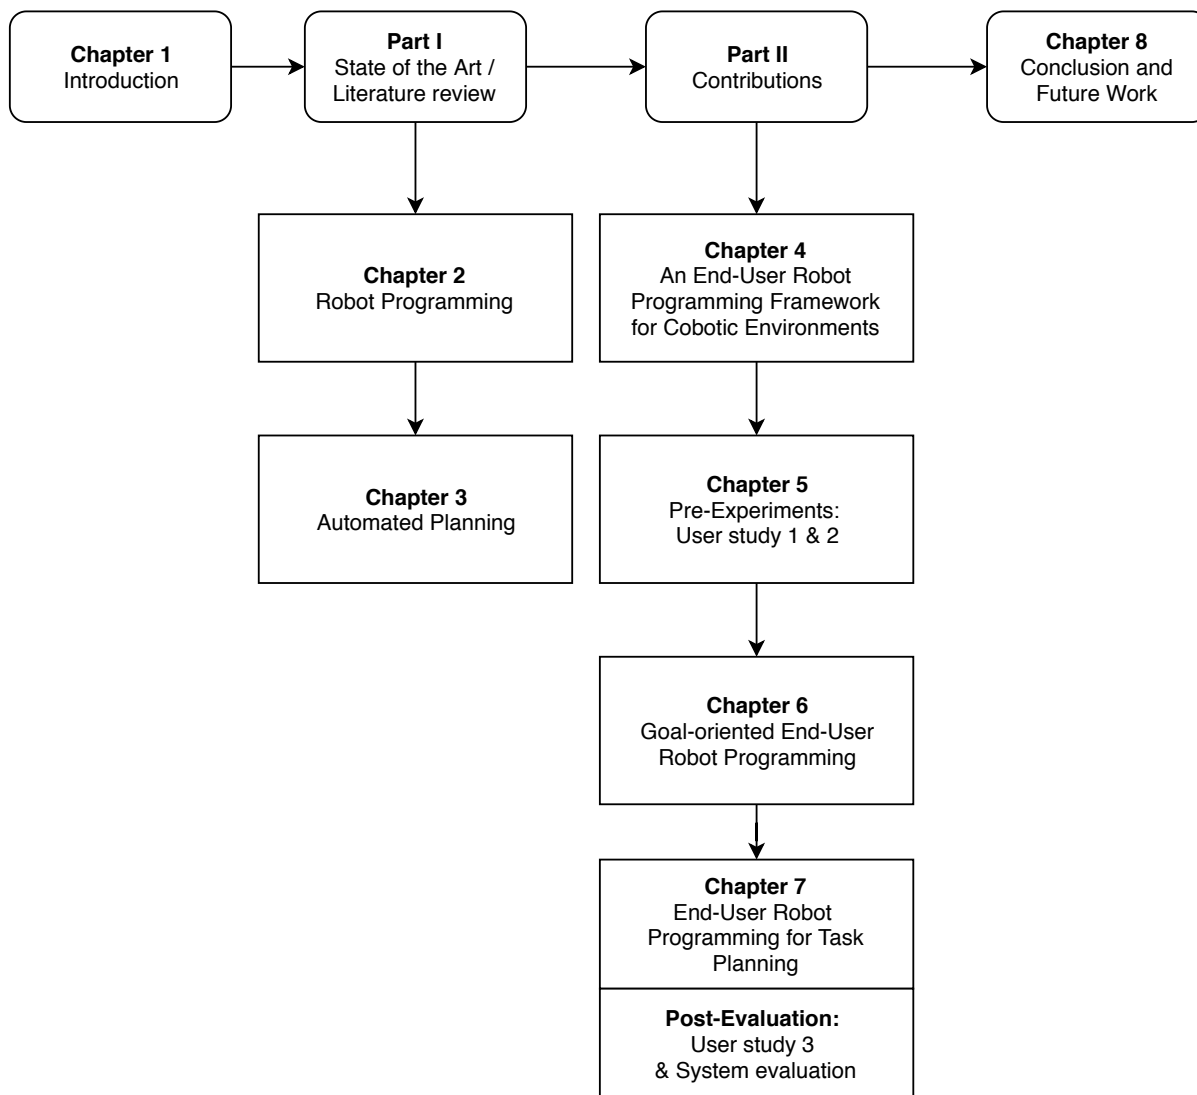 Chapter 1
Introduction
Part I
State of the Art /
Literature review
Part II
Contributions
Chapter 8
Conclusion and
Future Work
Chapter 2
Robot Programming
Chapter 4
An End-User Robot
Programming Framework
for Cobotic Environments
Chapter 3
Automated Planning
Chapter 5
Pre-Experiments:
User study 1 & 2
Chapter 6
Goal-oriented End-User
Robot Programming
Chapter 7
End-User Robot
Programming for Task
Planning
Post-Evaluation:
User study 3
& System evaluation